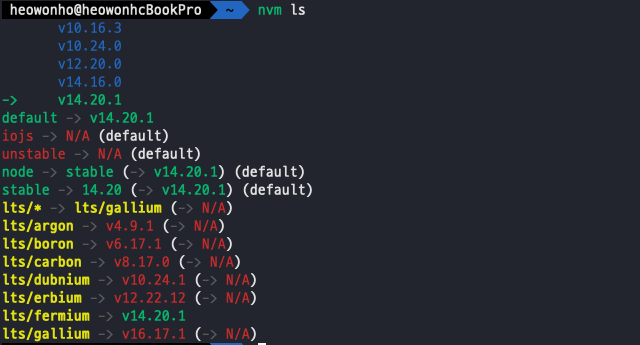 heowonho@heowonhcBookPro ~ nvm ls
v10.16.3
v10.24.0
v12.20.0
v14.16.0
-> v14.20.1
default -> v14.20.1
iojs -> N/A (default)
unstable -> N/A (default)
node -> stable (-> v14.20.1) (default)
stable -> 14.20 (-> v14.20.1) (default)
lts/* -> lts/gallium (-> N/A)
lts/argon -> v4.9.1 (-> N/A)
lts/boron -> v6.17.1 (-> N/A)
lts/carbon -> v8.17.0 (-> N/A)
lts/dubnium -> v10.24.1 (-> N/A)
lts/erbium -> v12.22.12 (-> N/A)
lts/fermium -> v14.20.1
lts/gallium -> v16.17.1 (-> N/A)